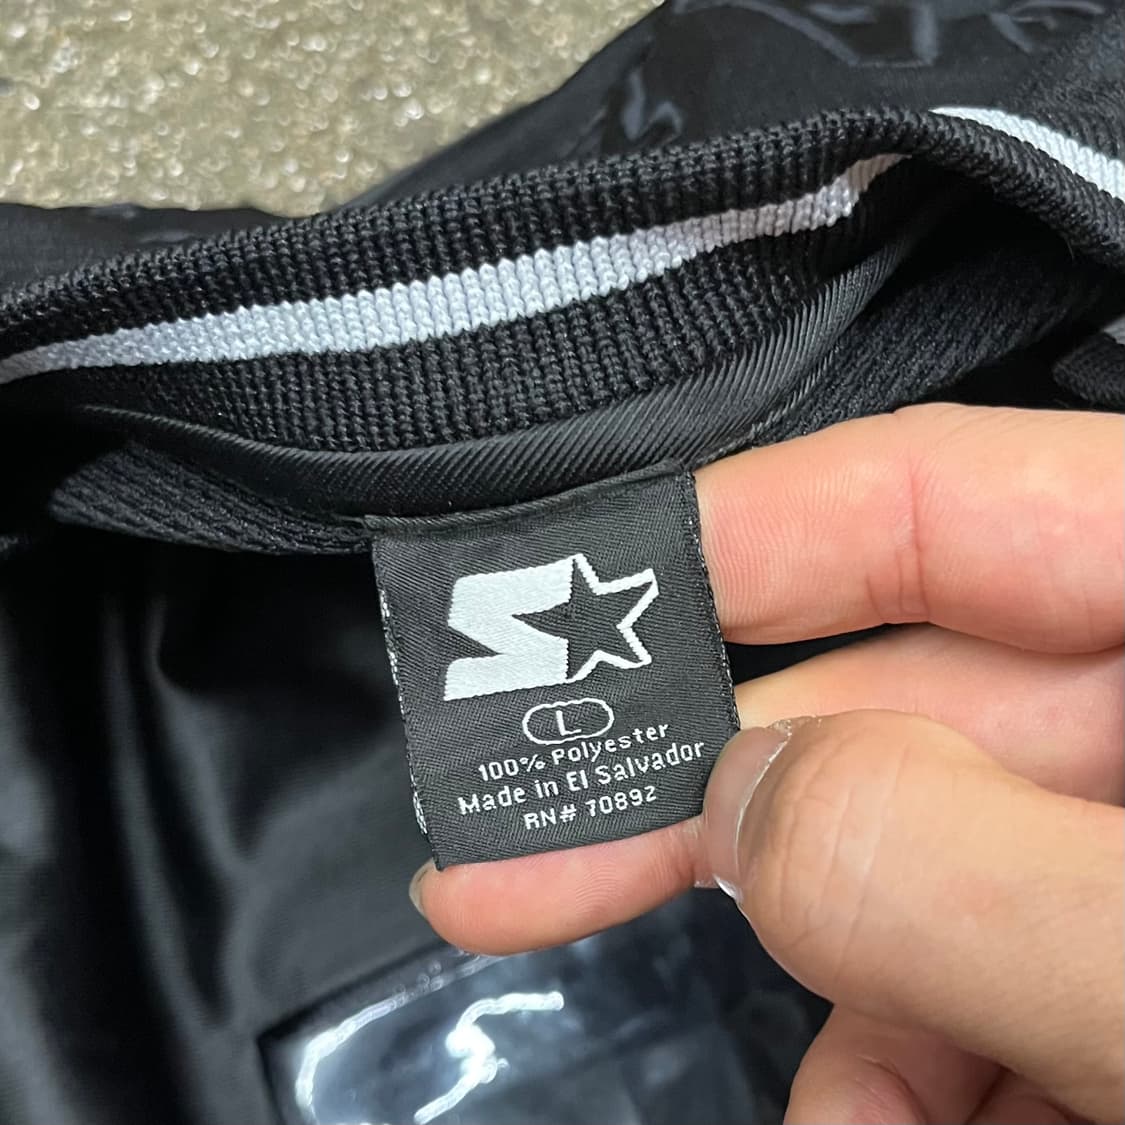 L
100% Polyester
Made in El Salvador
RN# 70892